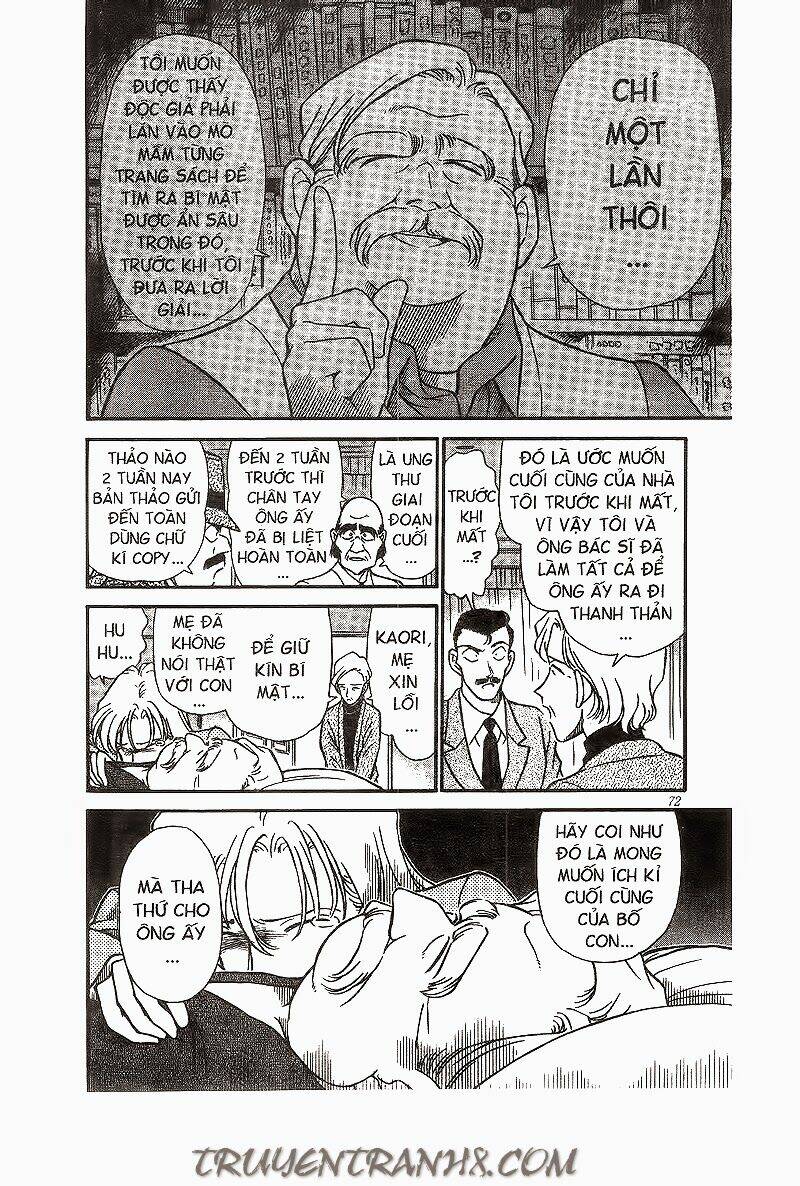 CHỈ
MỘT
LẦN
THÔI
...
TÔI MUỐN
ĐƯỢC THẤY
ĐỘC GIẢ PHẢI
LẦN VÀO MÒ
MẪM TỪNG
TRANG SÁCH ĐỂ
TÌM RA BÍ MẬT
ĐƯỢC ẨN SÂU
TRONG ĐÓ,
TRƯỚC KHI TÔI
ĐƯA RA LỜI
GIẢI...
ĐÓ LÀ ƯỚC MUỐN
CUỐI CÙNG CỦA NHÀ
TÔI TRƯỚC KHI MẤT,
VÌ VẬY TÔI VÀ
ÔNG BÁC SĨ ĐÃ
LÀM TẤT CẢ ĐỂ
ÔNG ẤY RA ĐI
THANH THẢN
...
TRƯỚC
KHI
MẤT
...?
LÀ UNG
THƯ
GIAI
ĐOẠN
CUỐI
...
ĐẾN 2 TUẦN
TRƯỚC THÌ
CHÂN TAY
ÔNG ẤY
ĐÃ BỊ LIỆT
HOÀN TOÀN
...
THẢO NÀO
2 TUẦN NAY
BẢN THẢO GỬI
ĐẾN TOÀN
DÙNG CHỮ
KÍ COPY...
KAORI,
MẸ
XIN
LỖI
...
ĐỂ GIỮ
KÍN BÍ
MẬT...
MẸ ĐÃ
KHÔNG
NÓI THẬT
VỚI CON
...
HU
HU...
72
HÃY COI NHƯ
ĐÓ LÀ MONG
MUỐN ÍCH KỈ
CUỐI CÙNG
CỦA BỐ
CON...
MÀ THA
THỨ CHO
ÔNG ẤY
...
TRUYENTRANH8.COM